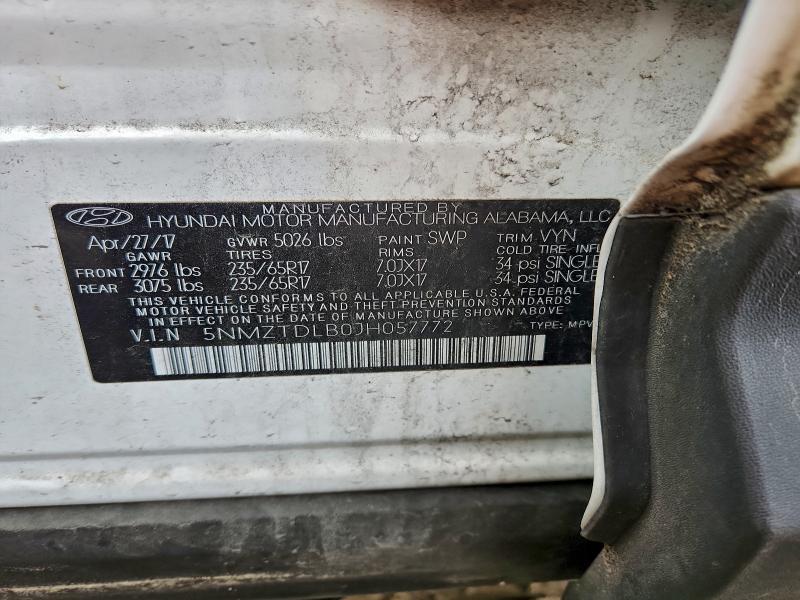 MANUFACTURED BY
HYUNDAI MOTOR MANUFACTURING ALABAMA, LLC
Apr/27/17 GVWR 5026 lbs PAINT SWP TRIM VYN
GAWR TIRES RIMS COLD TIRE INFL
FRONT 2976 lbs 235/65R17 7.0JX17 34 psi SINGLE
REAR 3075 lbs 235/65R17 7.0JX17 34 psi SINGLE
THIS VEHICLE CONFORMS TO ALL APPLICABLE U.S.A. FEDERAL
MOTOR VEHICLE SAFETY AND THEFT PREVENTION STANDARDS
IN EFFECT ON THE DATE OF MANUFACTURE SHOWN ABOVE.
V.I.N 5NMZTDLB0JH057772 TYPE: MPV